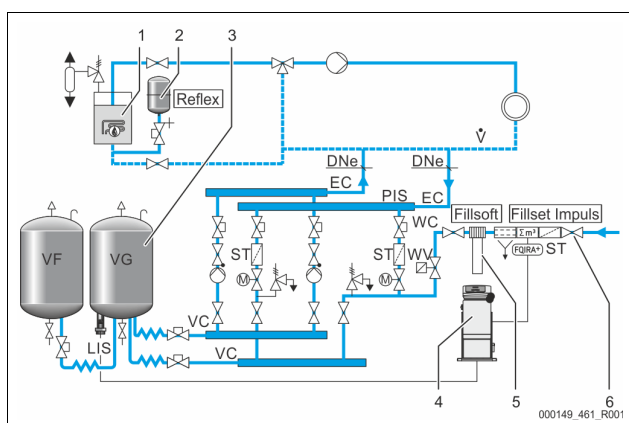 1 2 3
Reflex
V̇
DNe DNe
EC
PIS EC
Fillsoft Fillset Impuls
WC
Σm³
FQIRA+ ST
ST WV
M M
VF VG
VC
LIS VC
4 5 6
000149_461_R001